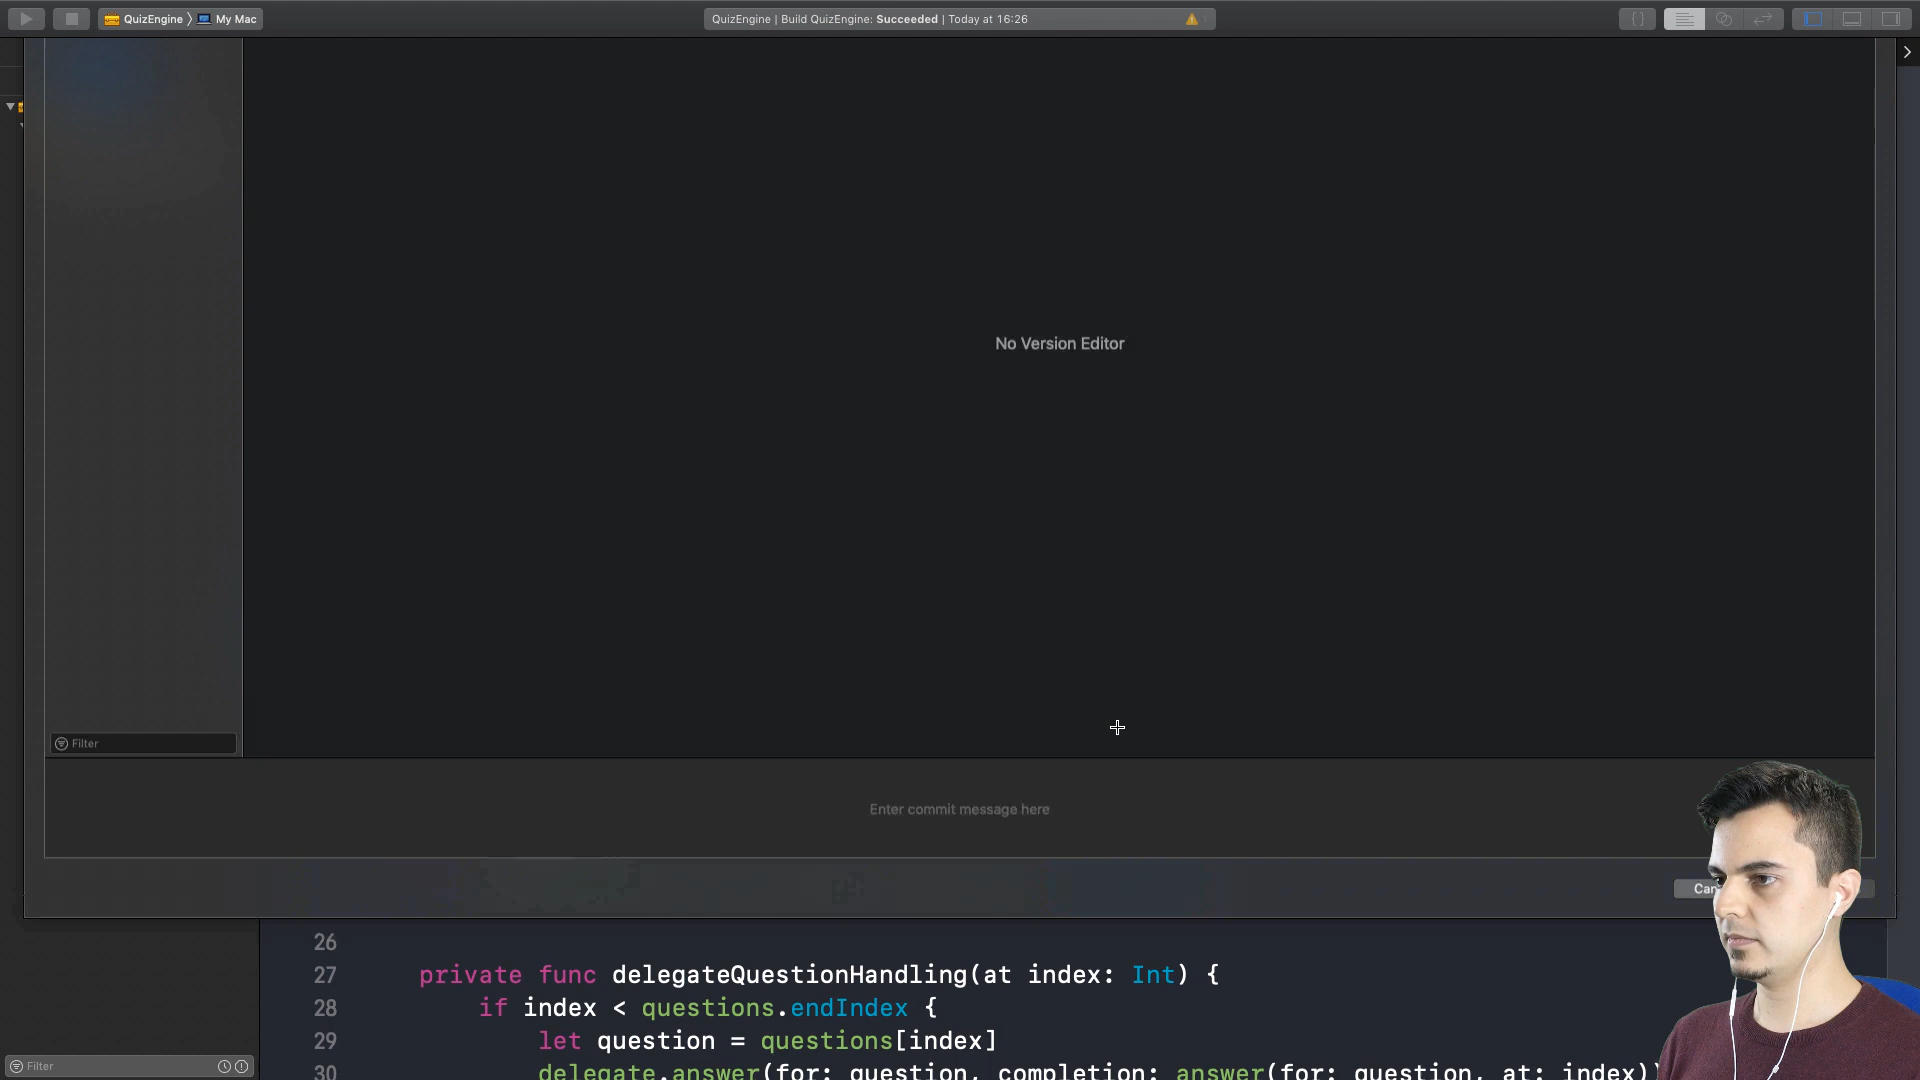 QuizEngine 〉 My Mac
QuizEngine | Build QuizEngine: Succeeded | Today at 16:26
{ }
No Version Editor
Filter
Enter commit message here
Can
26
27 private func delegateQuestionHandling(at index: Int) {
28 if index < questions.endIndex {
29 let question = questions[index]
30 delegate.answer(for: question, completion: answer(for: question, at: index))
Filter